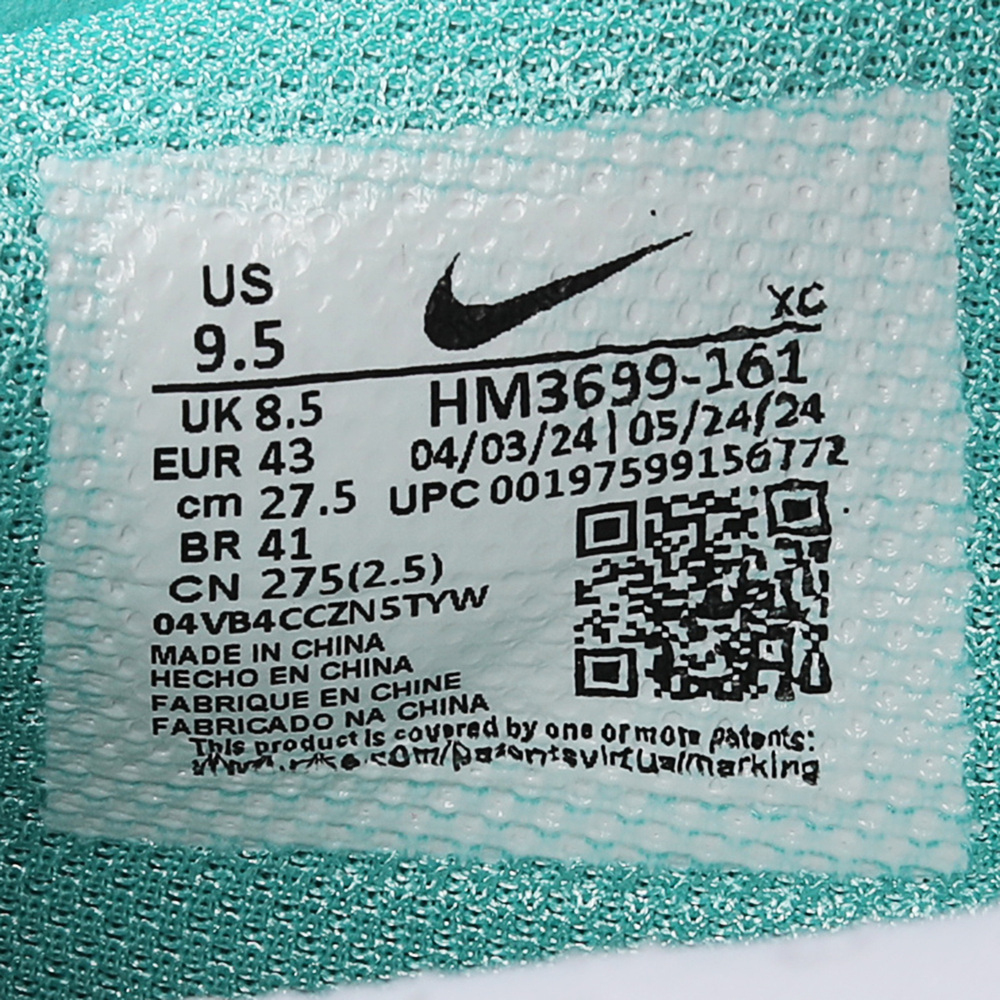 US
9.5
XC
UK 8.5
EUR 43
cm 27.5
BR 41
CN 275(2.5)
HM3699-161
04/03/24|05/24/24
UPC 00197599156772
04VB4CCZN5TYW
MADE IN CHINA
HECHO EN CHINA
FABRIQUE EN CHINE
FABRICADO NA CHINA
This product is covered by one or more patents: